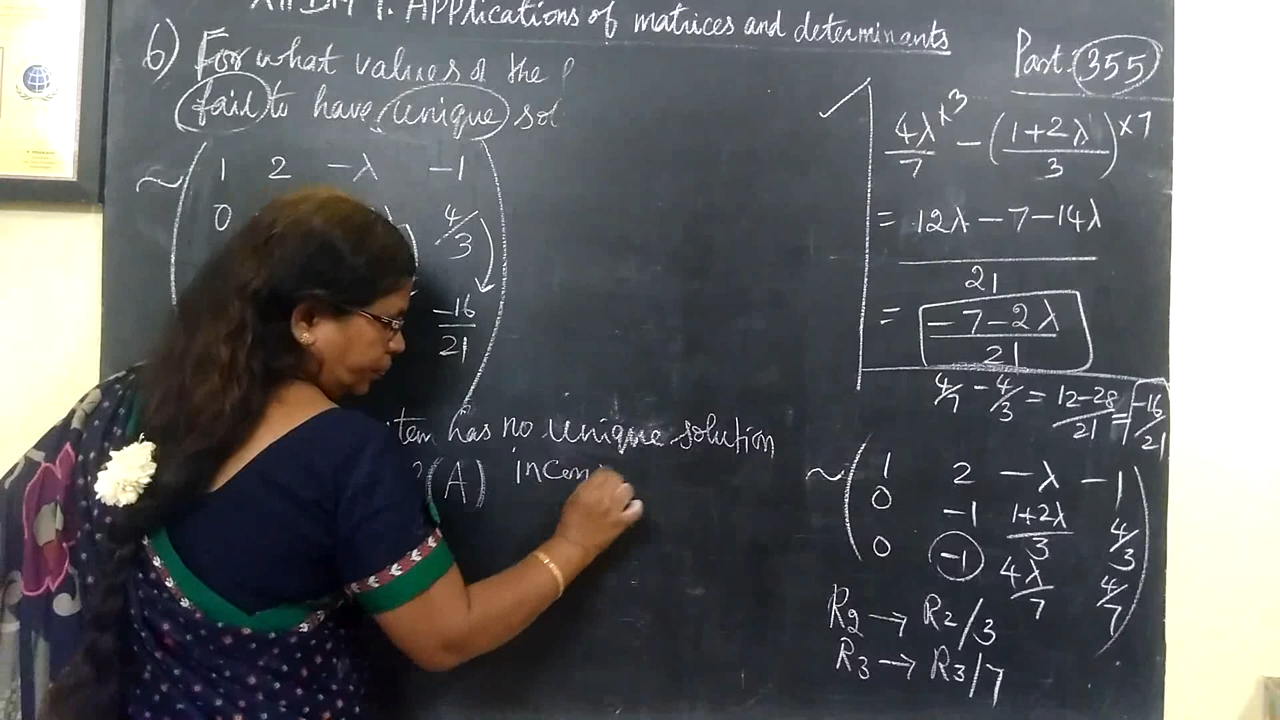 XII BM 1. Applications of matrices and determinants
Part: 355
6) For what values of the
fail to have unique sol
~ ( 1 2 -λ -1
0 4/3
-16/21 )
tem has no unique solution
(A) incon
4λ/7 ×3 - ((1+2λ)/3) ×7
= 12λ-7-14λ / 21
= -7-2λ / 21
4/7 - 4/3 = 12-28 / 21 = -16/21
~ ( 1 2 -λ -1
0 -1 1+2λ/3 4/3
0 -1 4λ/7 4/7 )
R2 → R2/3
R3 → R3/7